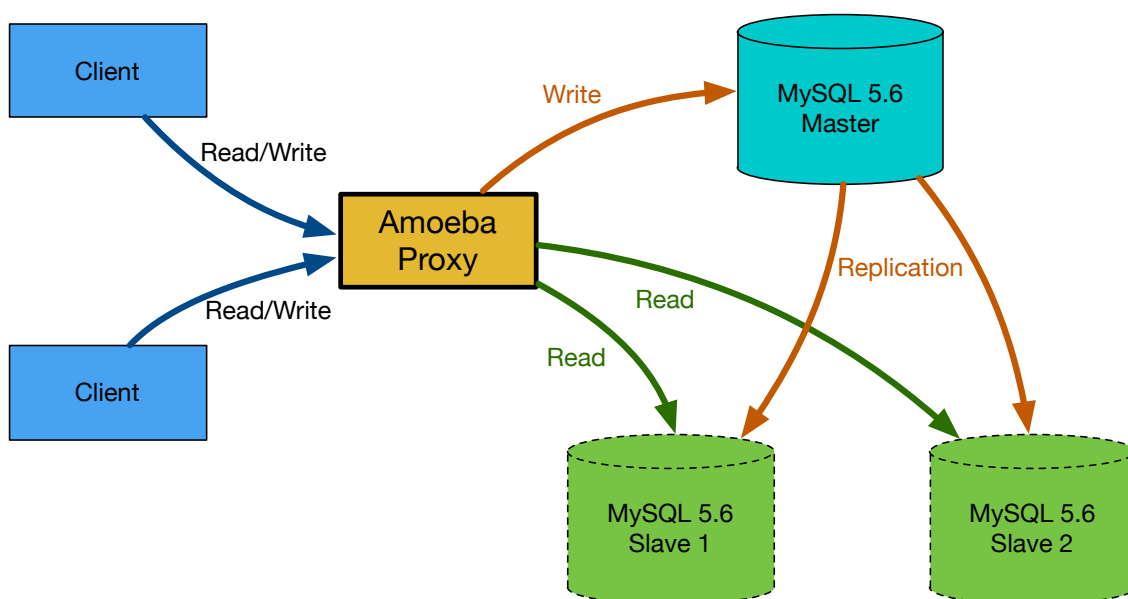 Client
Read/Write
Write
MySQL 5.6
Master
Amoeba
Proxy
Replication
Read
Read/Write
Read
Client
MySQL 5.6
Slave 1
MySQL 5.6
Slave 2